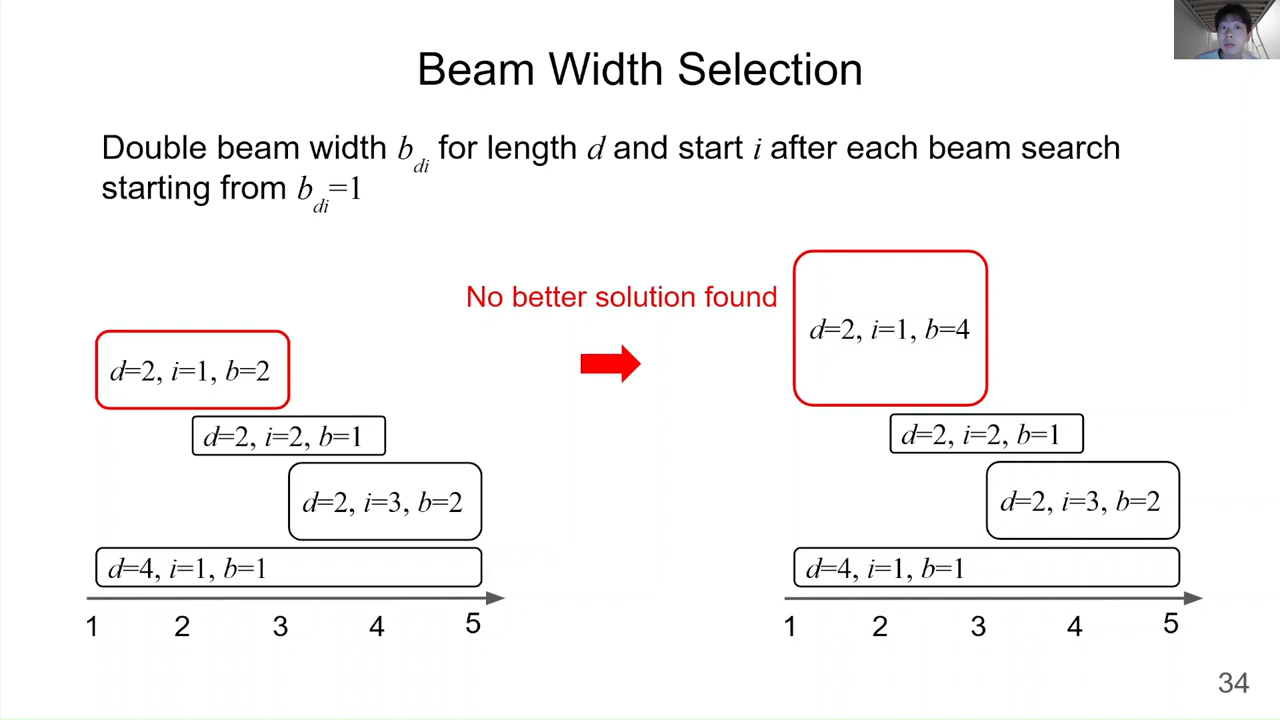 Beam Width Selection
Double beam width b_di for length d and start i after each beam search
starting from b_di=1
No better solution found
d=2, i=1, b=2
d=2, i=2, b=1
d=2, i=3, b=2
d=4, i=1, b=1
1 2 3 4 5
d=2, i=1, b=4
d=2, i=2, b=1
d=2, i=3, b=2
d=4, i=1, b=1
1 2 3 4 5
34